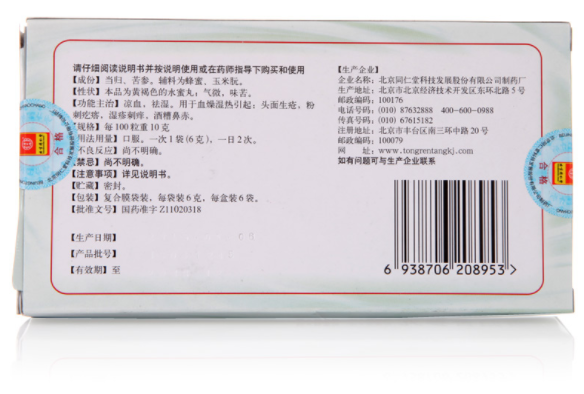 请仔细阅读说明书并按说明使用或在药师指导下购买和使用
【成份】当归、苦参。辅料为蜂蜜、玉米朊。
【性状】本品为黄褐色的水蜜丸；气微，味苦。
【功能主治】凉血，祛湿。用于血燥湿热引起：头面生疮，粉
刺疙瘩，湿疹刺痒，酒糟鼻赤。
【规格】每100粒重10克
用法用量】口服。一次1袋(6克)，一日2次。
不良反应】尚不明确。
【禁忌】尚不明确。
【注意事项】详见说明书。
【贮藏】密封。
【包装】复合膜袋装，每袋装6克，每盒装6袋。
【批准文号】国药准字Z11020318
【生产日期】
【产品批号】
【有效期】至
【生产企业】
企业名称：北京同仁堂科技发展股份有限公司制药厂
生产地址：北京市北京经济技术开发区东环北路5号
邮政编码：100176
电话号码：(010) 87632888 400-600-0988
传真号码：(010) 67615182
注册地址：北京市丰台区南三环中路20号
邮政编码：100079
网 址：www.tongrentangkj.com
如有问题可与生产企业联系
6 938706 208953 >
合格
合格